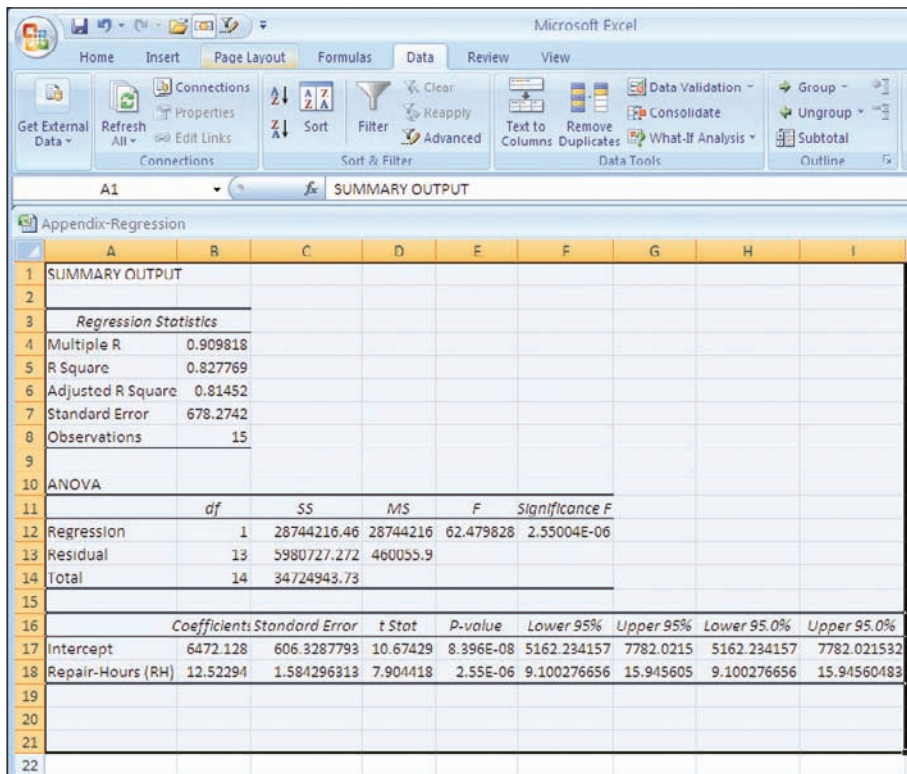 Microsoft Excel
Home Insert Page Layout Formulas Data Review View
Get External Data
Refresh All
Connections
Properties
Edit Links
Connections
Sort
Filter
Clear
Reapply
Advanced
Sort & Filter
Text to Columns
Remove Duplicates
Data Validation
Consolidate
What-If Analysis
Data Tools
Group
Ungroup
Subtotal
Outline
A1 fx SUMMARY OUTPUT
Appendix-Regression
A B C D E F G H I
1 SUMMARY OUTPUT
2
3 Regression Statistics
4 Multiple R 0.909818
5 R Square 0.827769
6 Adjusted R Square 0.81452
7 Standard Error 678.2742
8 Observations 15
9
10 ANOVA
11 df SS MS F Significance F
12 Regression 1 28744216.46 28744216 62.479828 2.55004E-06
13 Residual 13 5980727.272 460055.9
14 Total 14 34724943.73
15
16 Coefficients Standard Error t Stat P-value Lower 95% Upper 95% Lower 95.0% Upper 95.0%
17 Intercept 6472.128 606.3287793 10.67429 8.396E-08 5162.234157 7782.0215 5162.234157 7782.021532
18 Repair-Hours (RH) 12.52294 1.584296313 7.904418 2.55E-06 9.100276656 15.945605 9.100276656 15.94560483
19
20
21
22